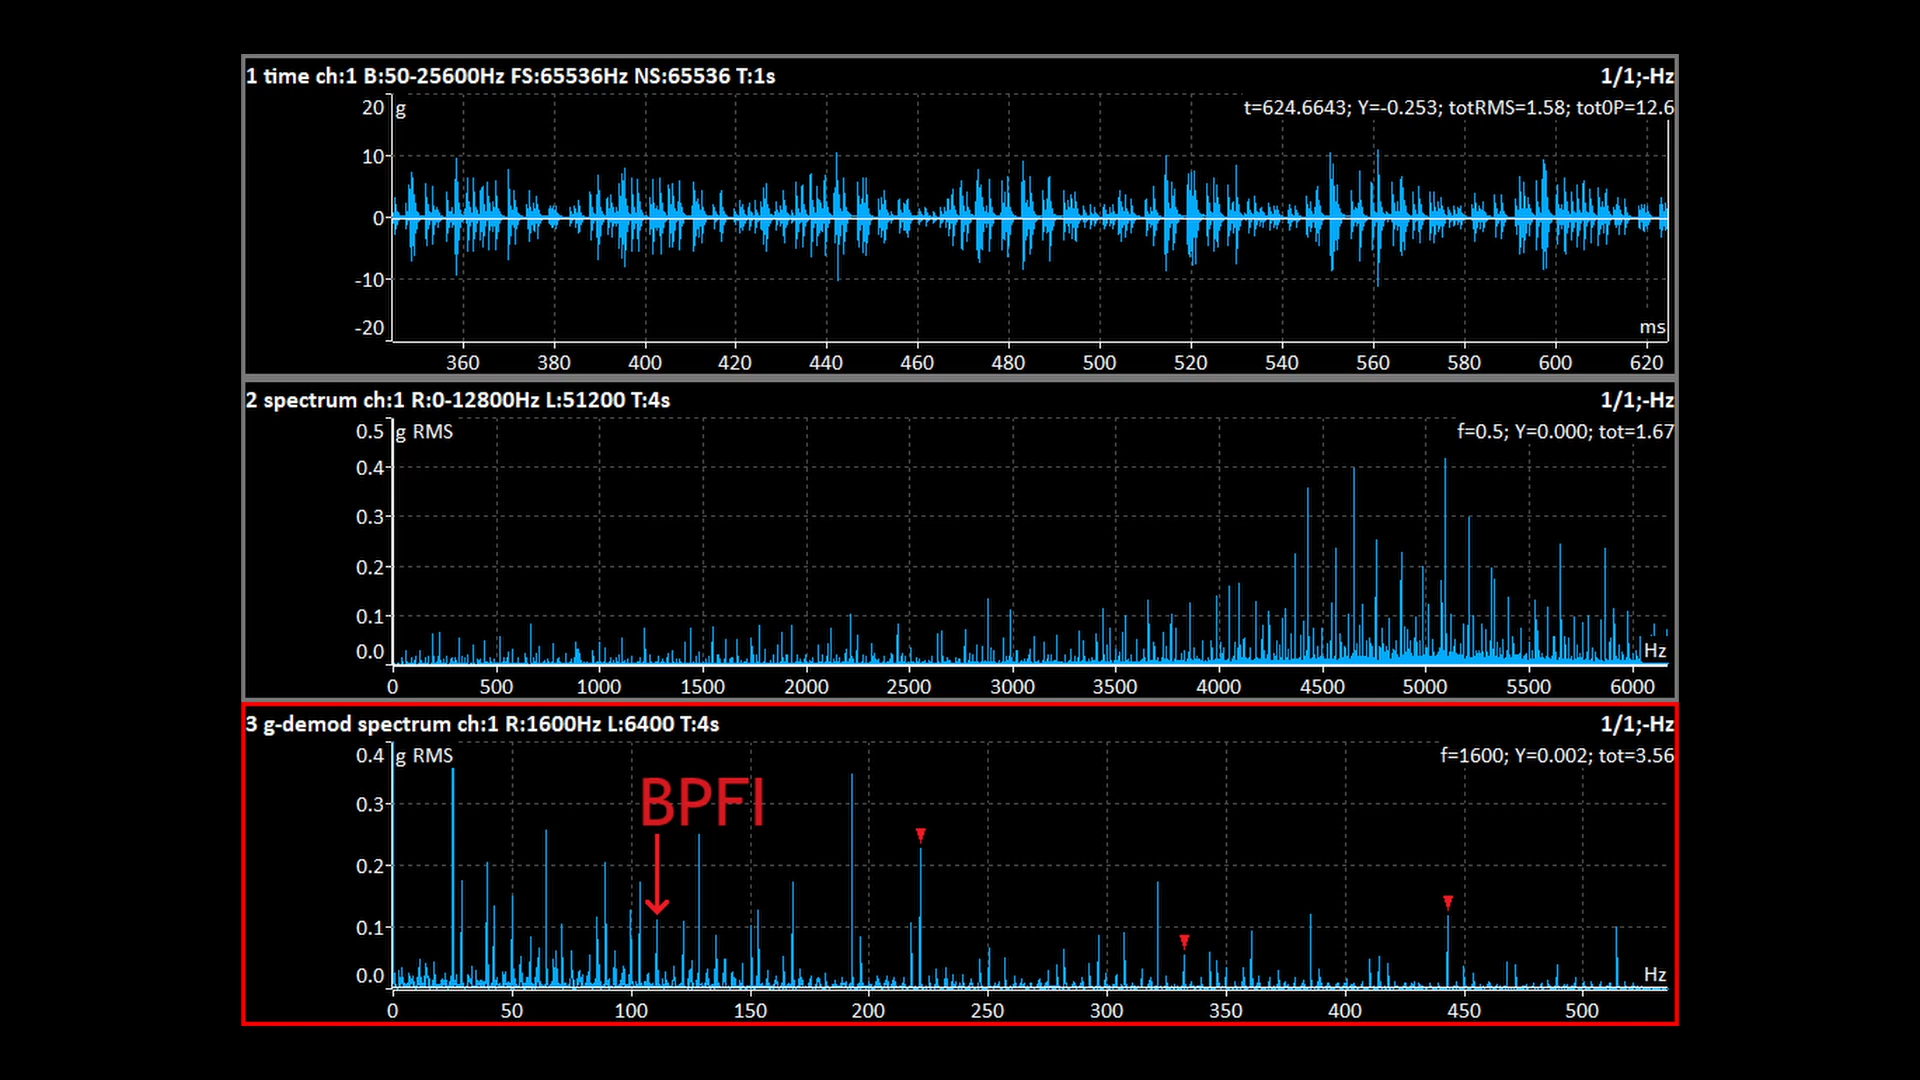 1 time ch:1 B:50-25600Hz FS:65536Hz NS:65536 T:1s 1/1;-Hz
20 g t=624.6643; Y=-0.253; totRMS=1.58; tot0P=12.6
10
0
-10
-20 ms
360 380 400 420 440 460 480 500 520 540 560 580 600 620
2 spectrum ch:1 R:0-12800Hz L:51200 T:4s 1/1;-Hz
0.5 g RMS f=0.5; Y=0.000; tot=1.67
0.4
0.3
0.2
0.1
0.0 Hz
0 500 1000 1500 2000 2500 3000 3500 4000 4500 5000 5500 6000
3 g-demod spectrum ch:1 R:1600Hz L:6400 T:4s 1/1;-Hz
0.4 g RMS f=1600; Y=0.002; tot=3.56
0.3 BPFI
0.2
0.1
0.0 Hz
0 50 100 150 200 250 300 350 400 450 500